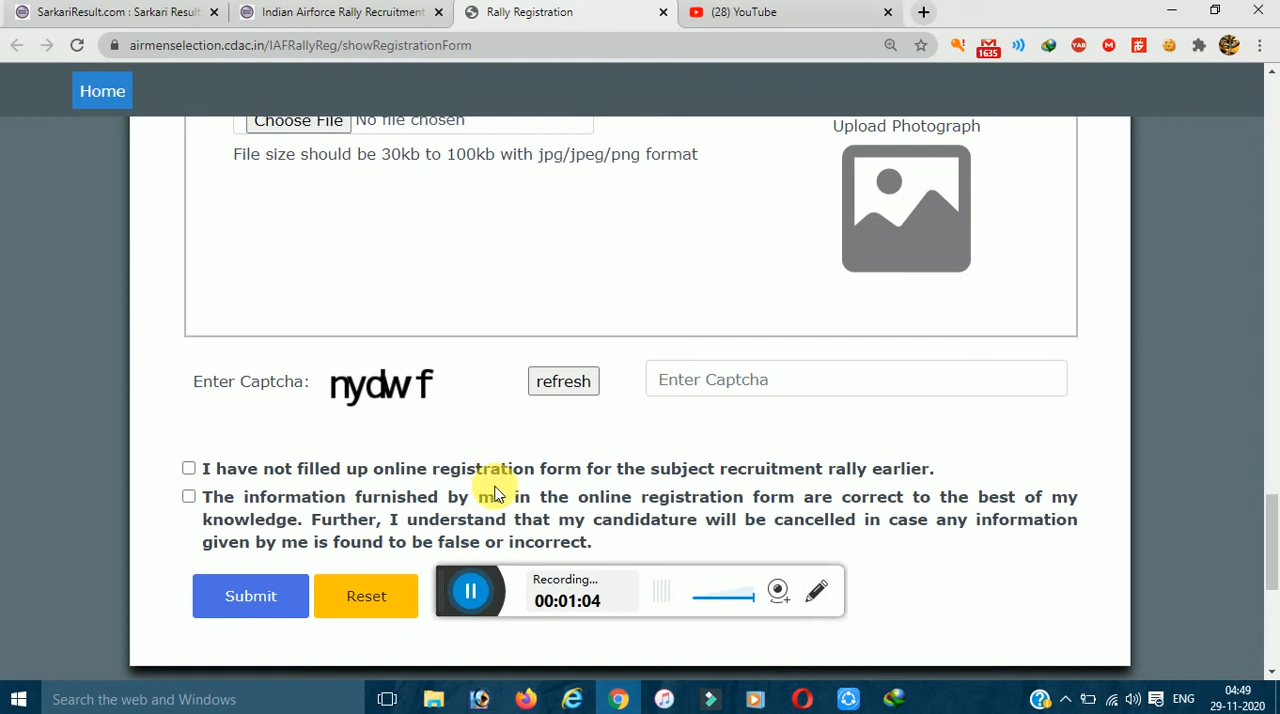 SarkariResult.com : Sarkari Result
Indian Airforce Rally Recruitment
Rally Registration
(28) YouTube
airmenselection.cdac.in/IAFRallyReg/showRegistrationForm
1635
YAB
Home
Choose File No file chosen
Upload Photograph
File size should be 30kb to 100kb with jpg/jpeg/png format
Enter Captcha: nydwf refresh Enter Captcha
I have not filled up online registration form for the subject recruitment rally earlier.
The information furnished by me in the online registration form are correct to the best of my
knowledge. Further, I understand that my candidature will be cancelled in case any information
given by me is found to be false or incorrect.
Submit Reset
Recording...
00:01:04
Search the web and Windows
ENG
04:49
29-11-2020